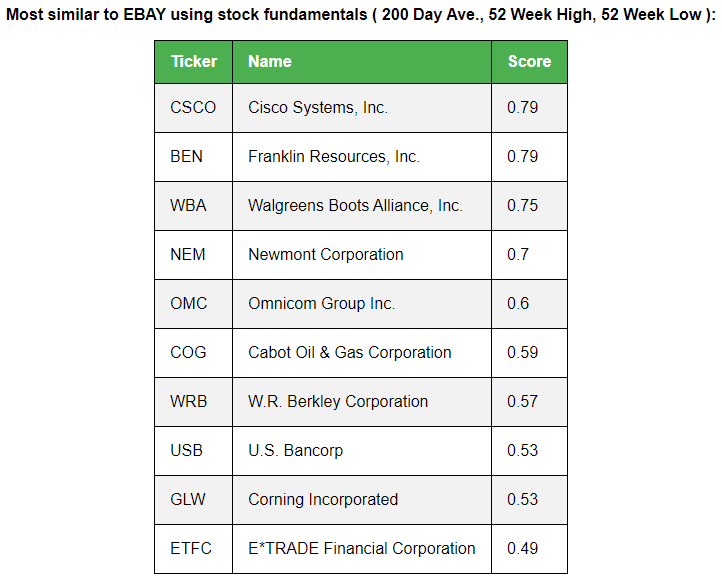 Most similar to EBAY using stock fundamentals ( 200 Day Ave., 52 Week High, 52 Week Low ):
Ticker Name Score
CSCO Cisco Systems, Inc. 0.79
BEN Franklin Resources, Inc. 0.79
WBA Walgreens Boots Alliance, Inc. 0.75
NEM Newmont Corporation 0.7
OMC Omnicom Group Inc. 0.6
COG Cabot Oil & Gas Corporation 0.59
WRB W.R. Berkley Corporation 0.57
USB U.S. Bancorp 0.53
GLW Corning Incorporated 0.53
ETFC E*TRADE Financial Corporation 0.49